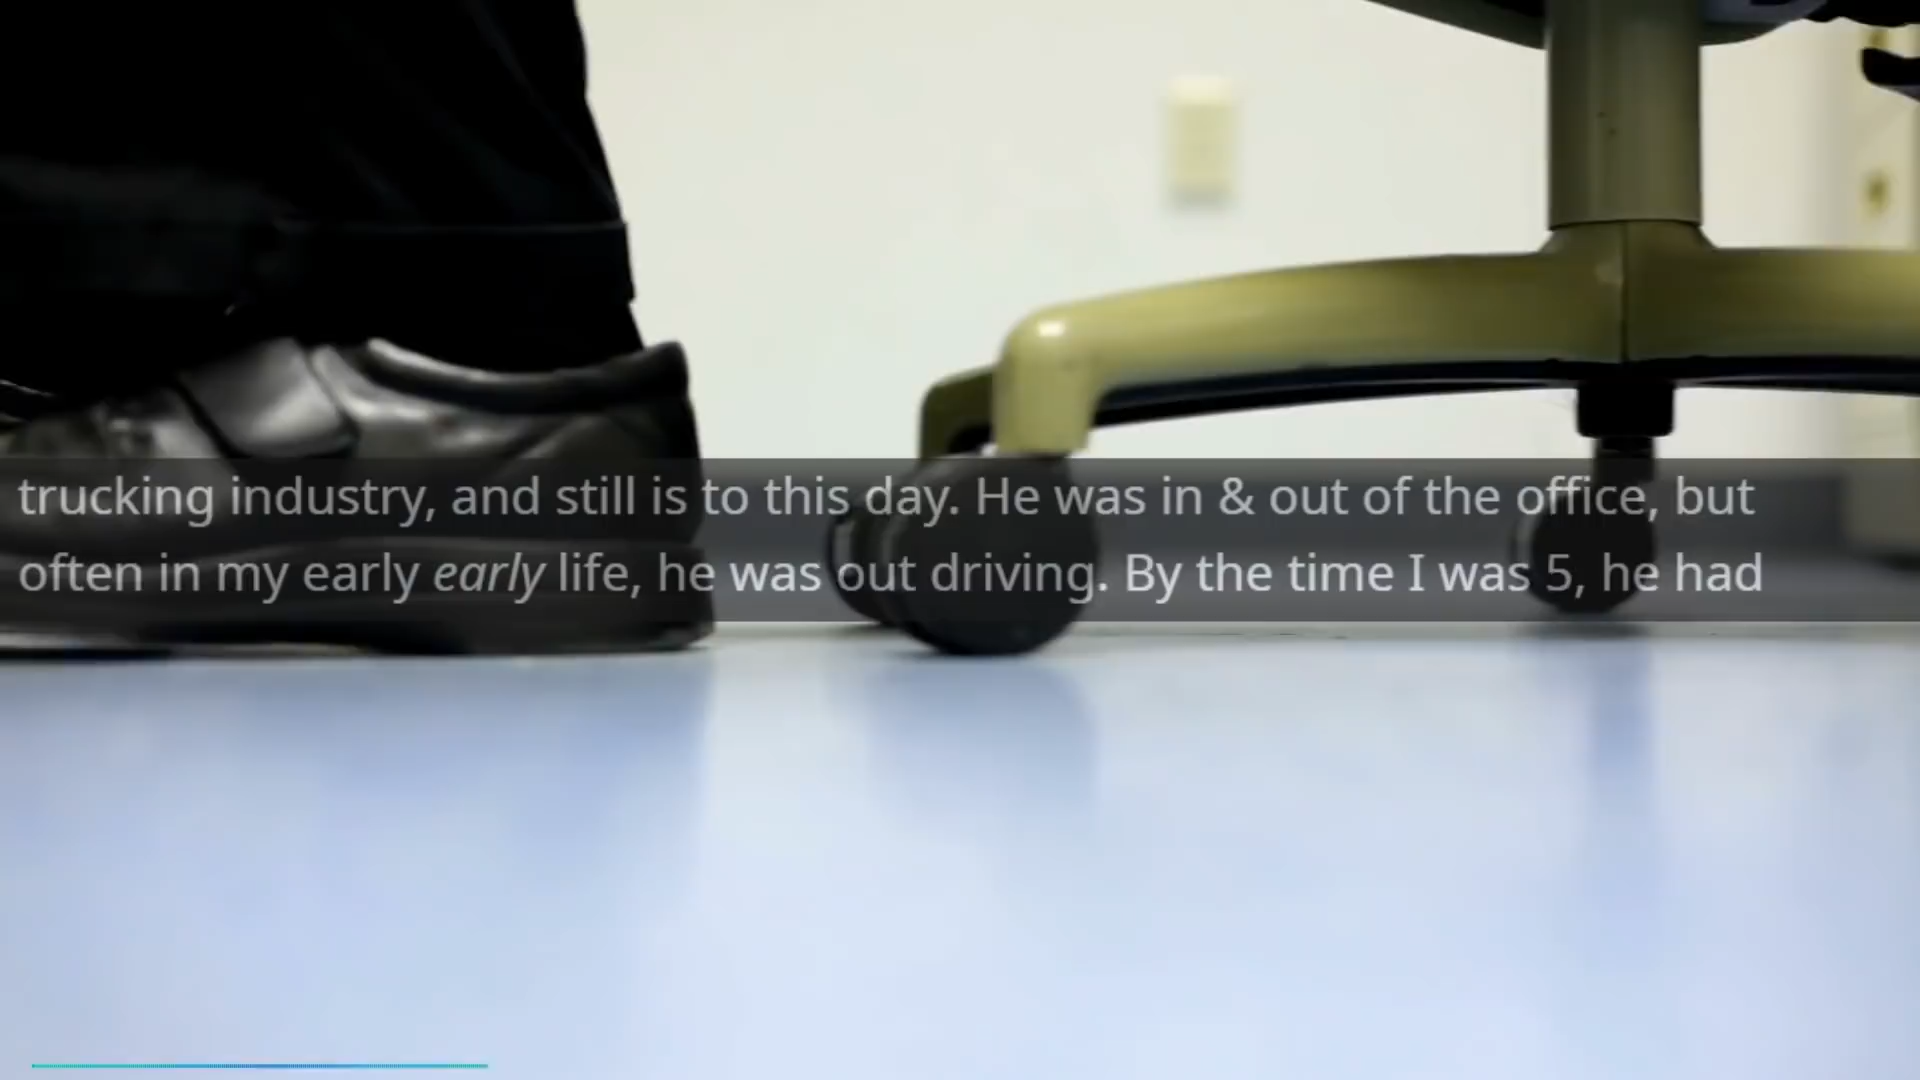 trucking industry, and still is to this day. He was in & out of the office, but
often in my early early life, he was out driving. By the time I was 5, he had